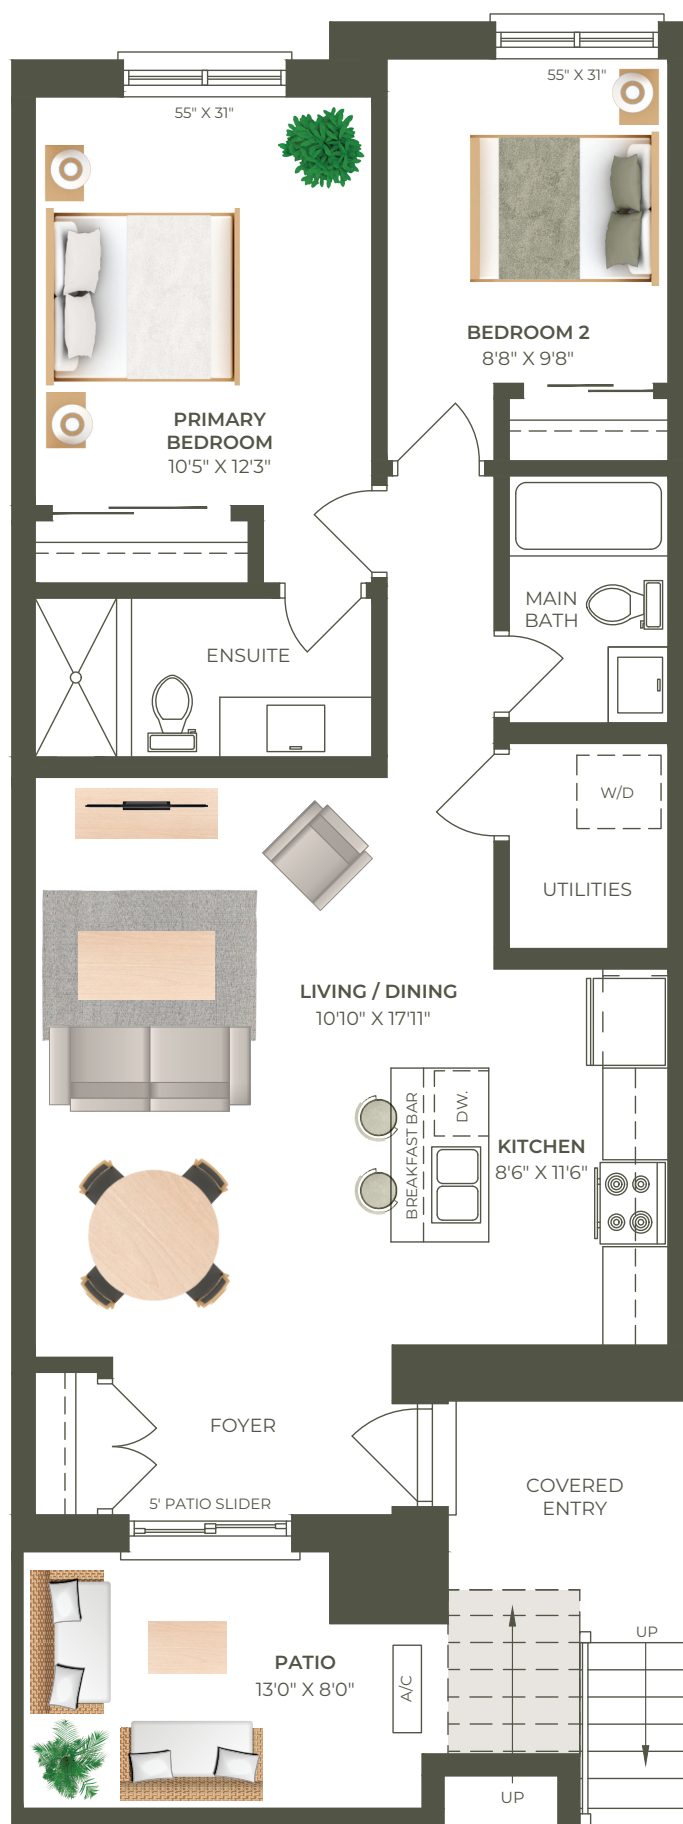 55" X 31"
55" X 31"
BEDROOM 2
8'8" X 9'8"
PRIMARY
BEDROOM
10'5" X 12'3"
MAIN
BATH
ENSUITE
W/D
UTILITIES
LIVING / DINING
10'10" X 17'11"
BREAKFAST BAR
DW.
KITCHEN
8'6" X 11'6"
FOYER
5' PATIO SLIDER
COVERED
ENTRY
UP
PATIO
13'0" X 8'0"
A/C
UP